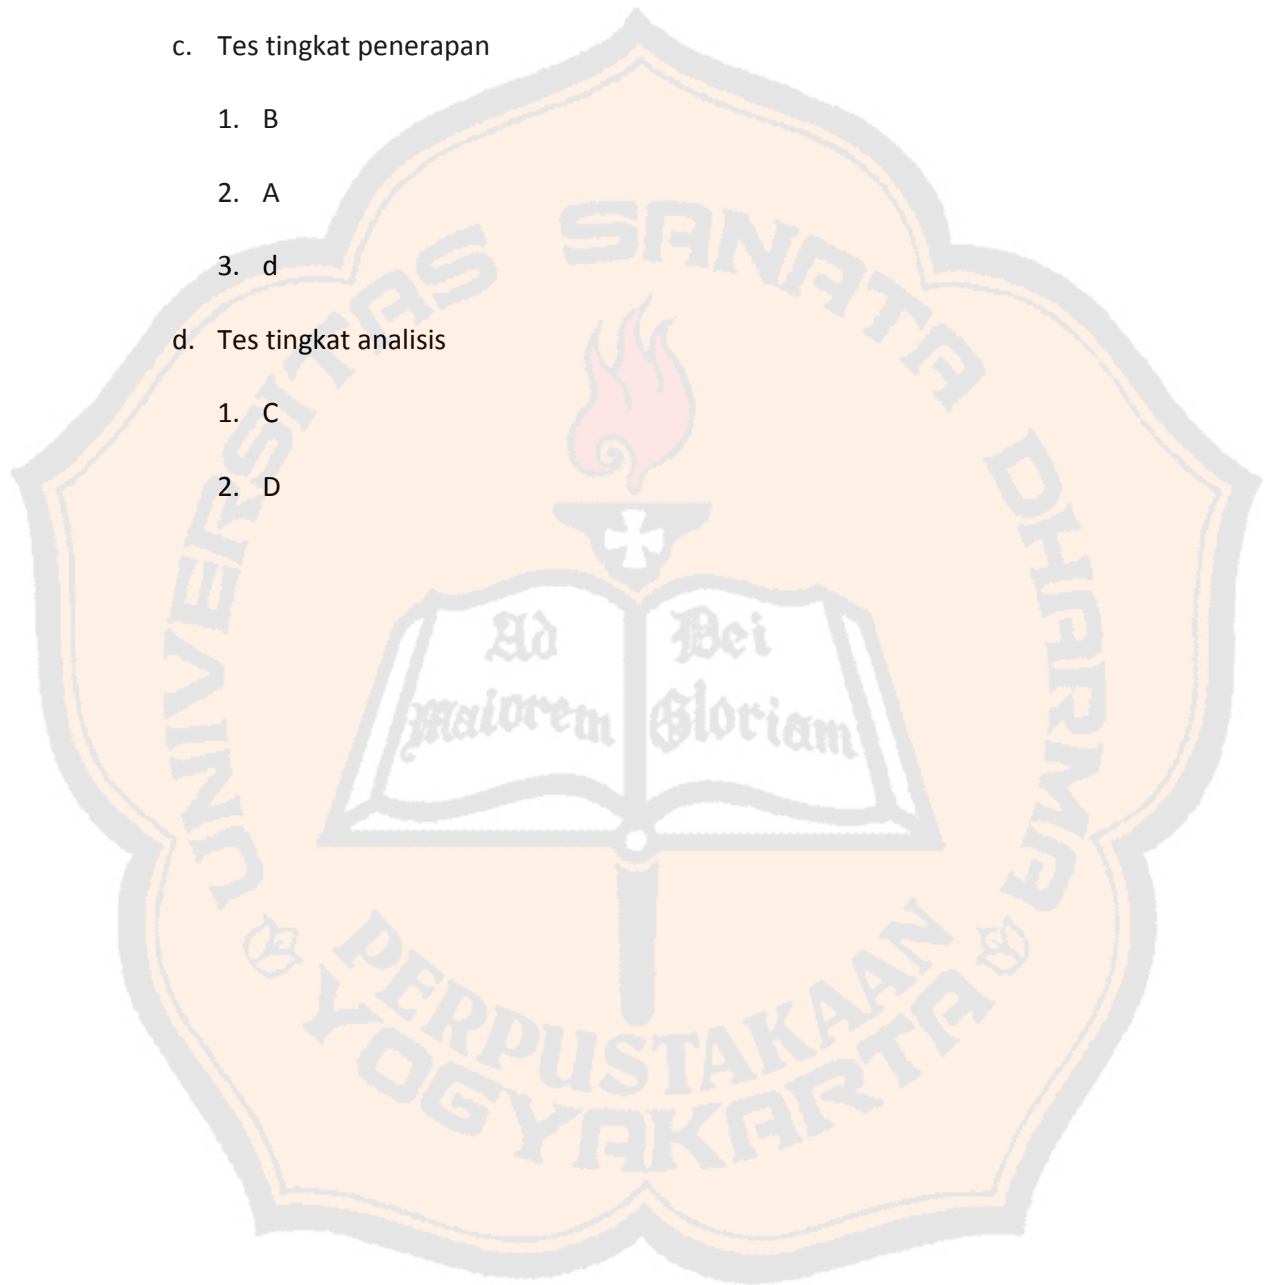 c. Tes tingkat penerapan
1. B
2. A
3. d
d. Tes tingkat analisis
1. C
2. D
UNIVERSITAS SANATA DHARMA
Ad Dei
Maiorem Gloriam
PERPUSTAKAAN
YOGYAKARTA